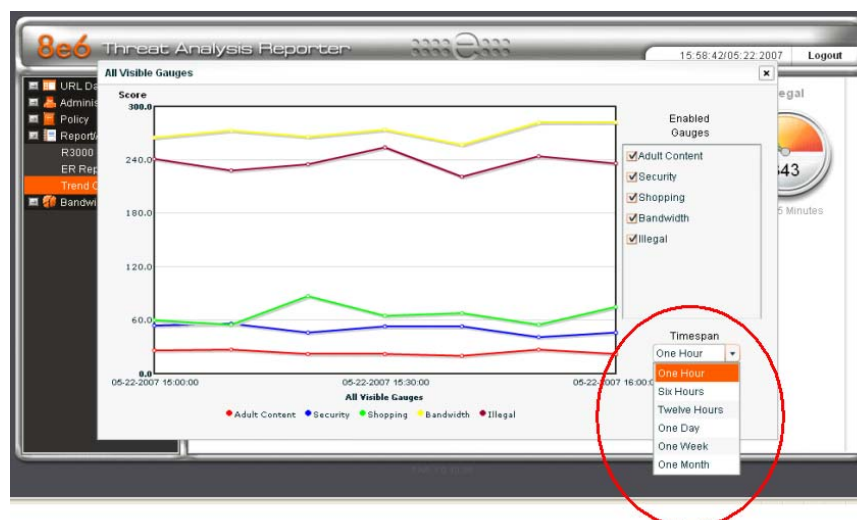 8e6 Threat Analysis Reporter
15:58:42/05:22:2007 Logout
URL Da
Adminis
Policy
Report/
R3000
ER Rep
Trend C
Bandwi
All Visible Gauges
Score
300.0
240.0
180.0
120.0
60.0
0.0
05-22-2007 15:00:00 05-22-2007 15:30:00 05-22-2007 16:00:0
All Visible Gauges
Adult Content Security Shopping Bandwidth Illegal
Enabled
Gauges
Adult Content
Security
Shopping
Bandwidth
Illegal
Timespan
One Hour
One Hour
Six Hours
Twelve Hours
One Day
One Week
One Month
egal
343
5 Minutes